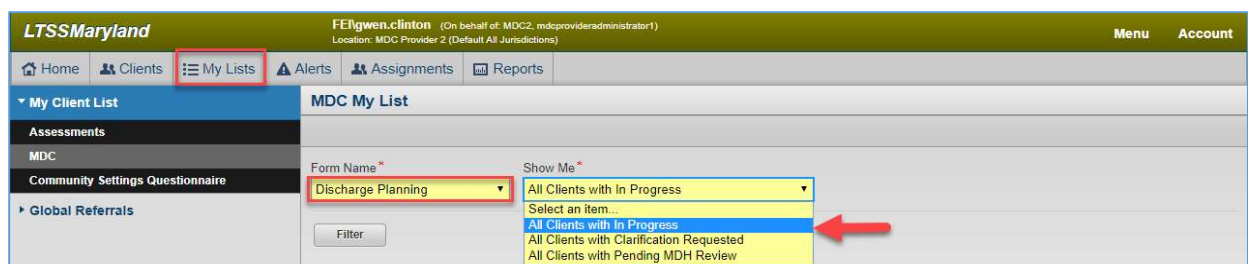 LTSSMaryland
FEI\gwen.clinton (On behalf of: MDC2, mdcprovideradministrator1)
Location: MDC Provider 2 (Default All Jurisdictions)
Menu Account
Home Clients My Lists Alerts Assignments Reports
My Client List
MDC My List
Assessments
MDC
Community Settings Questionnaire
Global Referrals
Form Name* Show Me*
Discharge Planning All Clients with In Progress
Select an item...
All Clients with In Progress
Filter
All Clients with Clarification Requested
All Clients with Pending MDH Review